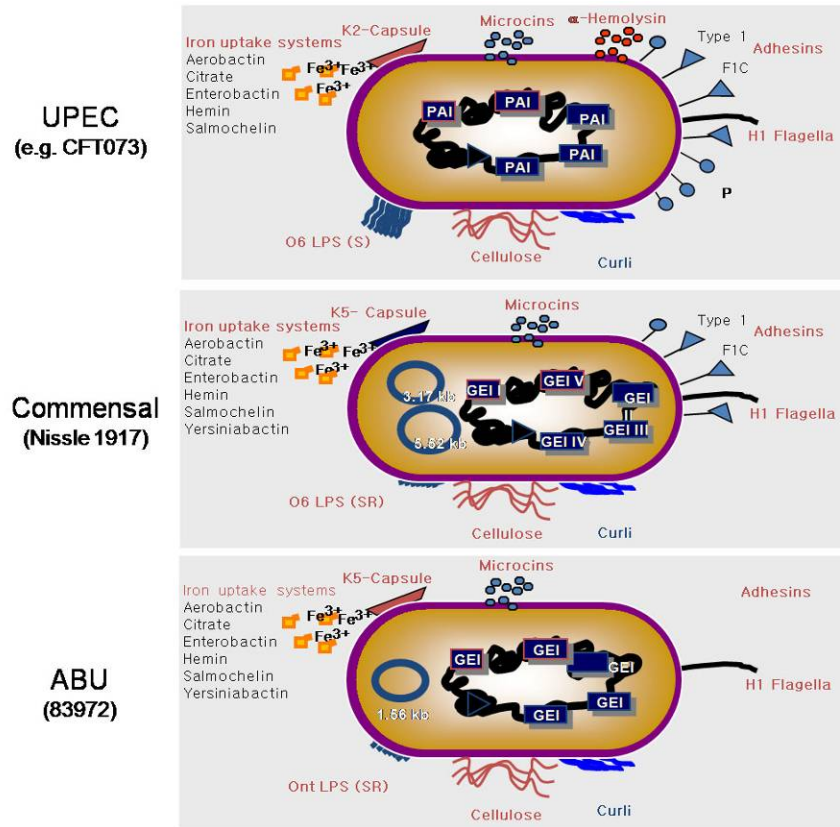 UPEC
(e.g. CFT073)
Iron uptake systems
Aerobactin
Citrate
Enterobactin
Hemin
Salmochelin
Fe3+
Fe3+
Fe3+
K2-Capsule
Microcins
α-Hemolysin
Type 1
Adhesins
F1C
H1 Flagella
P
PAI
PAI
PAI
PAI
PAI
O6 LPS (S)
Cellulose
Curli
Commensal
(Nissle 1917)
Iron uptake systems
Aerobactin
Citrate
Enterobactin
Hemin
Salmochelin
Yersiniabactin
Fe3+
Fe3+
Fe3+
K5- Capsule
Microcins
Type 1
Adhesins
F1C
H1 Flagella
3.17 kb
5.52 kb
GEI I
GEI V
GEI
II
GEI III
GEI IV
O6 LPS (SR)
Cellulose
Curli
ABU
(83972)
Iron uptake systems
Aerobactin
Citrate
Enterobactin
Hemin
Salmochelin
Yersiniabactin
Fe3+
Fe3+
Fe3+
K5-Capsule
Microcins
Adhesins
H1 Flagella
1.56 kb
GEI
GEI
GEI
GEI
GEI
Ont LPS (SR)
Cellulose
Curli